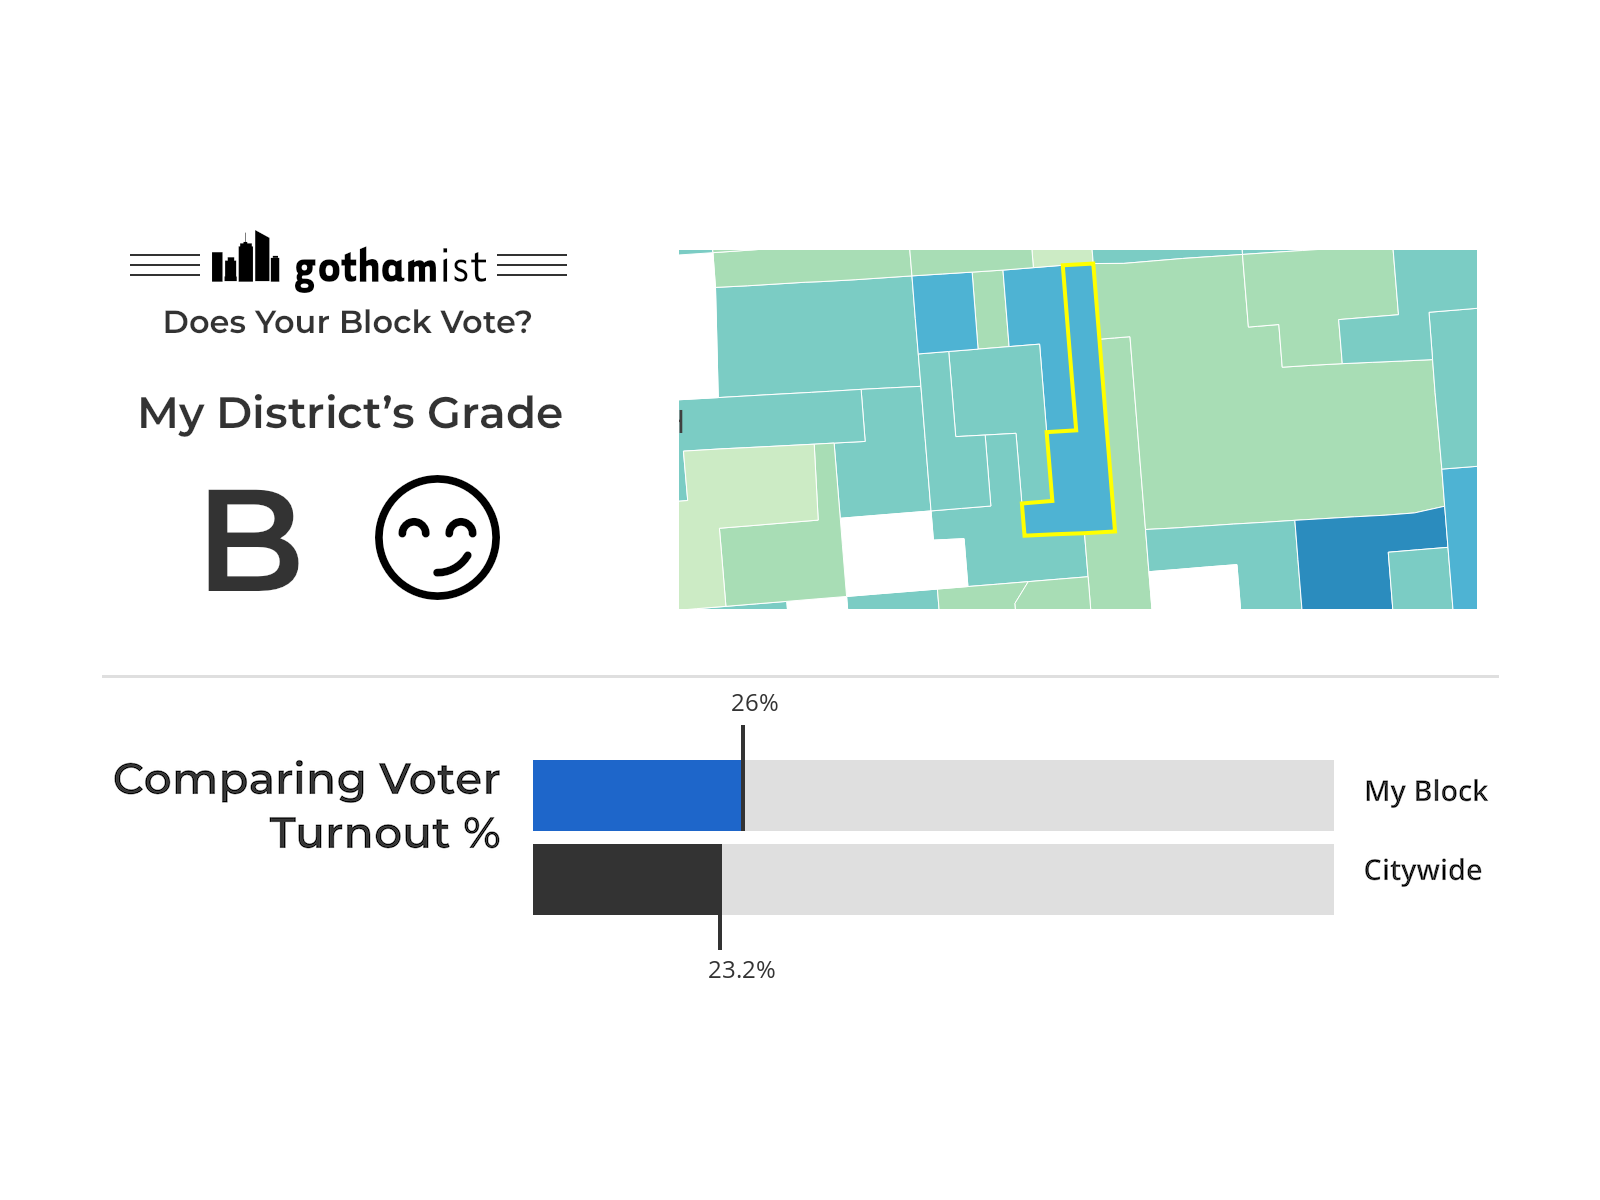 gothamist
Does Your Block Vote?
My District's Grade
B
26%
Comparing Voter
Turnout %
My Block
Citywide
23.2%